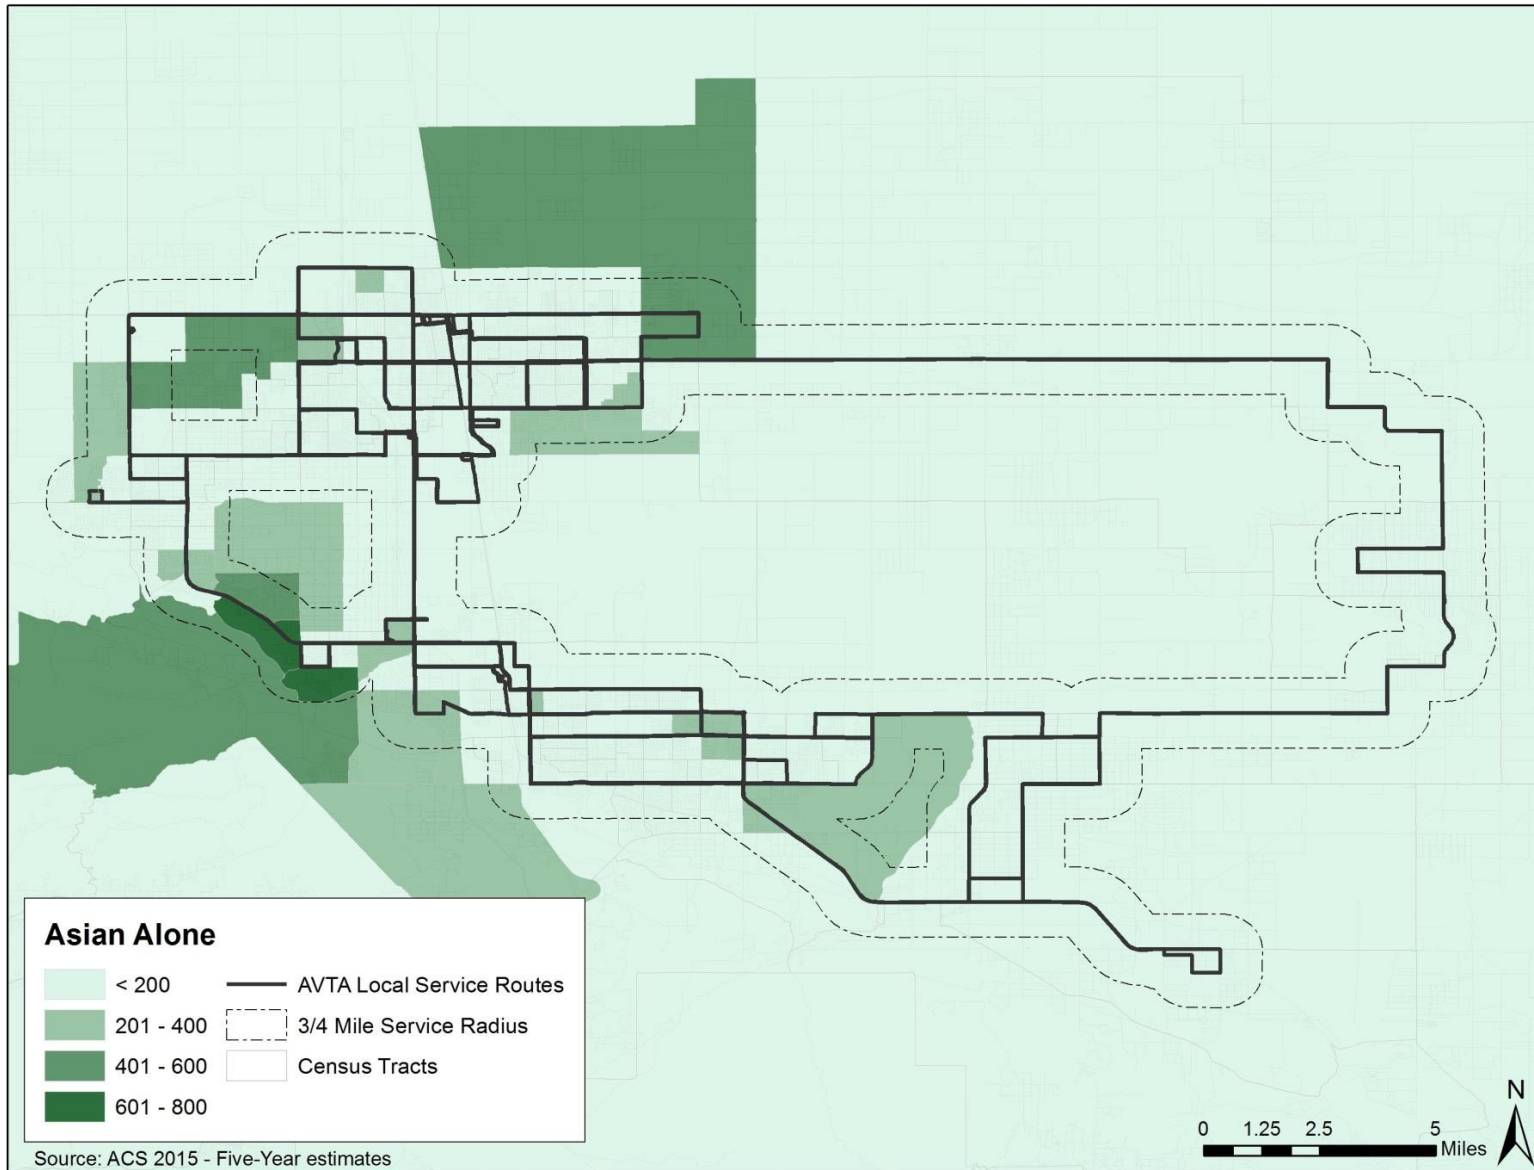 Asian Alone
< 200
AVTA Local Service Routes
201 - 400
3/4 Mile Service Radius
401 - 600
Census Tracts
601 - 800
Source: ACS 2015 - Five-Year estimates
0 1.25 2.5 5 Miles
N